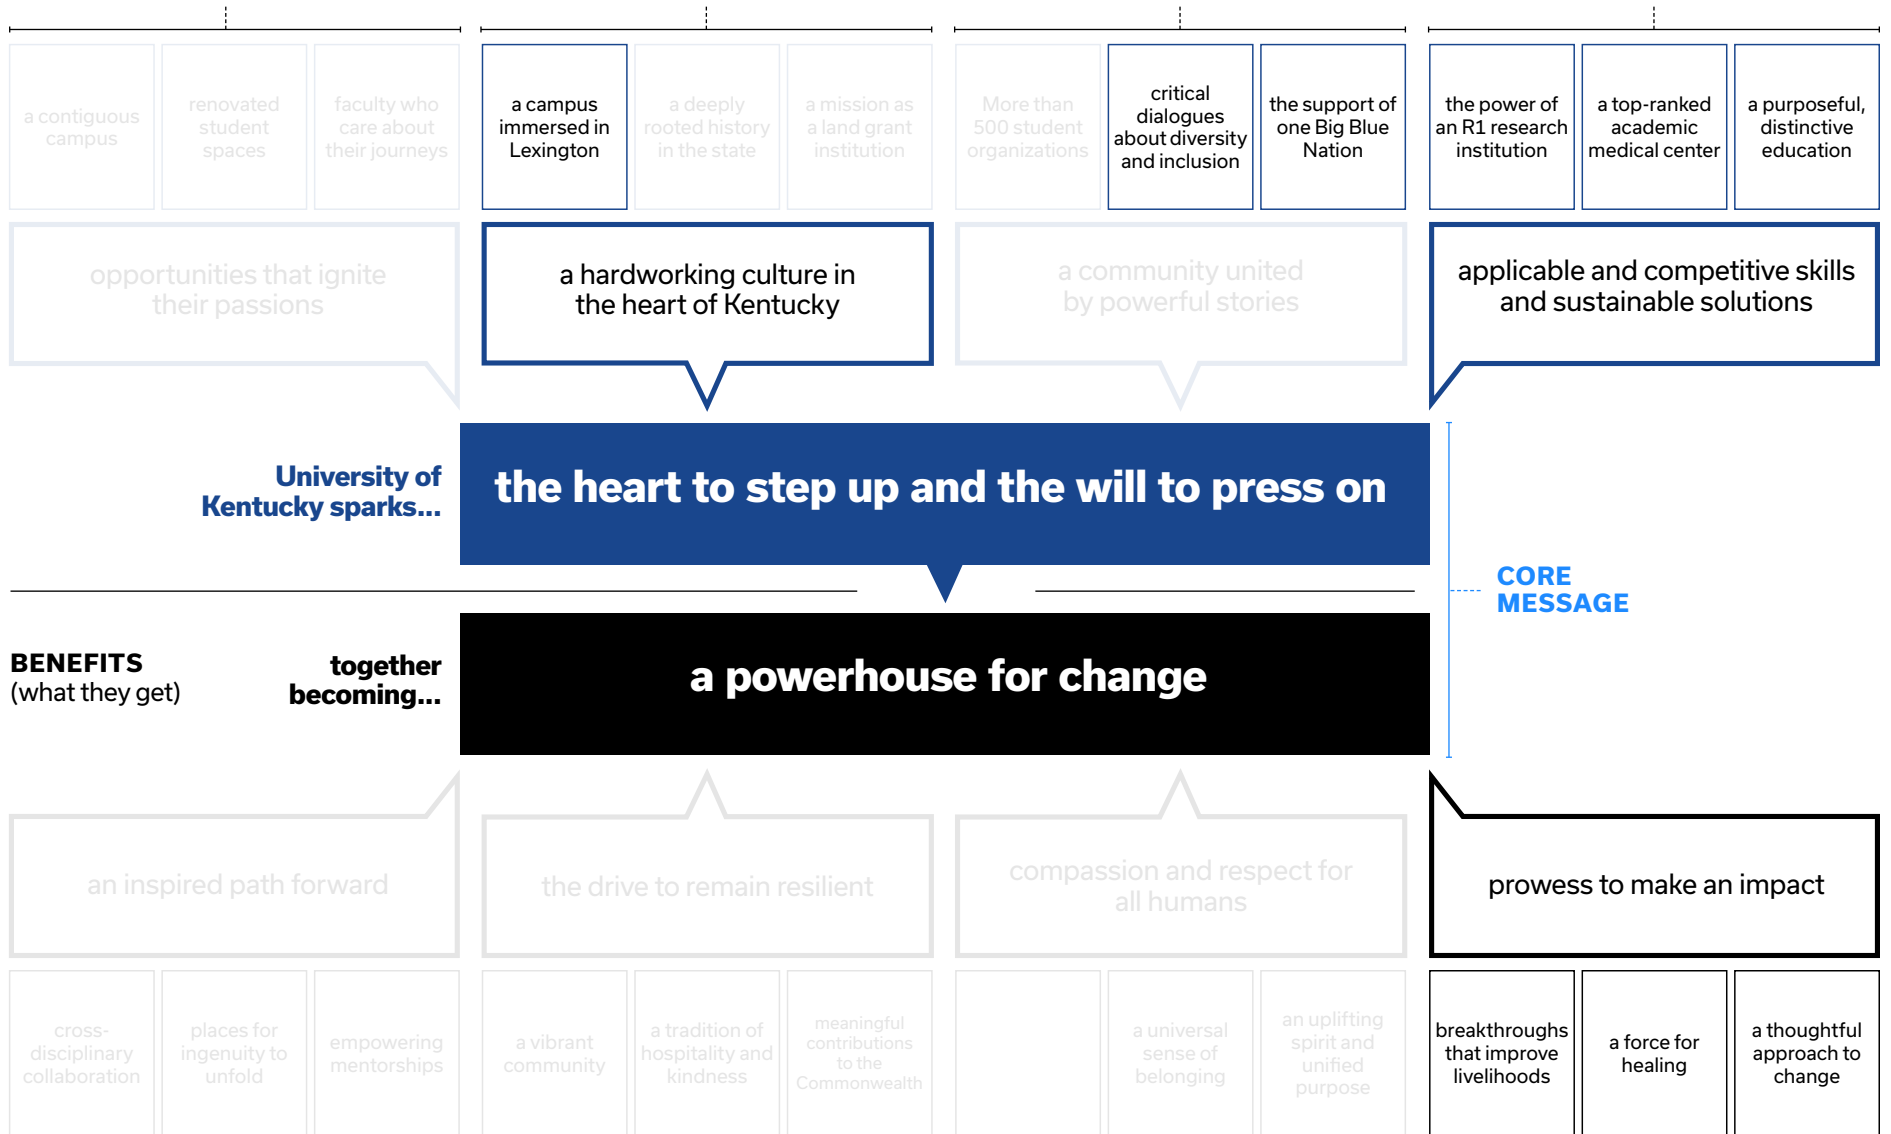 a contiguous
campus
renovated
student
spaces
faculty who
care about
their journeys
a campus
immersed in
Lexington
a deeply
rooted history
in the state
a mission as
a land grant
institution
More than
500 student
organizations
critical
dialogues
about diversity
and inclusion
the support of
one Big Blue
Nation
the power of
an R1 research
institution
a top-ranked
academic
medical center
a purposeful,
distinctive
education
opportunities that ignite
their passions
a hardworking culture in
the heart of Kentucky
a community united
by powerful stories
applicable and competitive skills
and sustainable solutions
University of
Kentucky sparks...
the heart to step up and the will to press on
CORE
MESSAGE
BENEFITS
(what they get)
together
becoming...
a powerhouse for change
an inspired path forward
the drive to remain resilient
compassion and respect for
all humans
prowess to make an impact
cross-
disciplinary
collaboration
places for
ingenuity to
unfold
empowering
mentorships
a vibrant
community
a tradition of
hospitality and
kindness
meaningful
contributions
to the
Commonwealth
a universal
sense of
belonging
an uplifting
spirit and
unified
purpose
breakthroughs
that improve
livelihoods
a force for
healing
a thoughtful
approach to
change